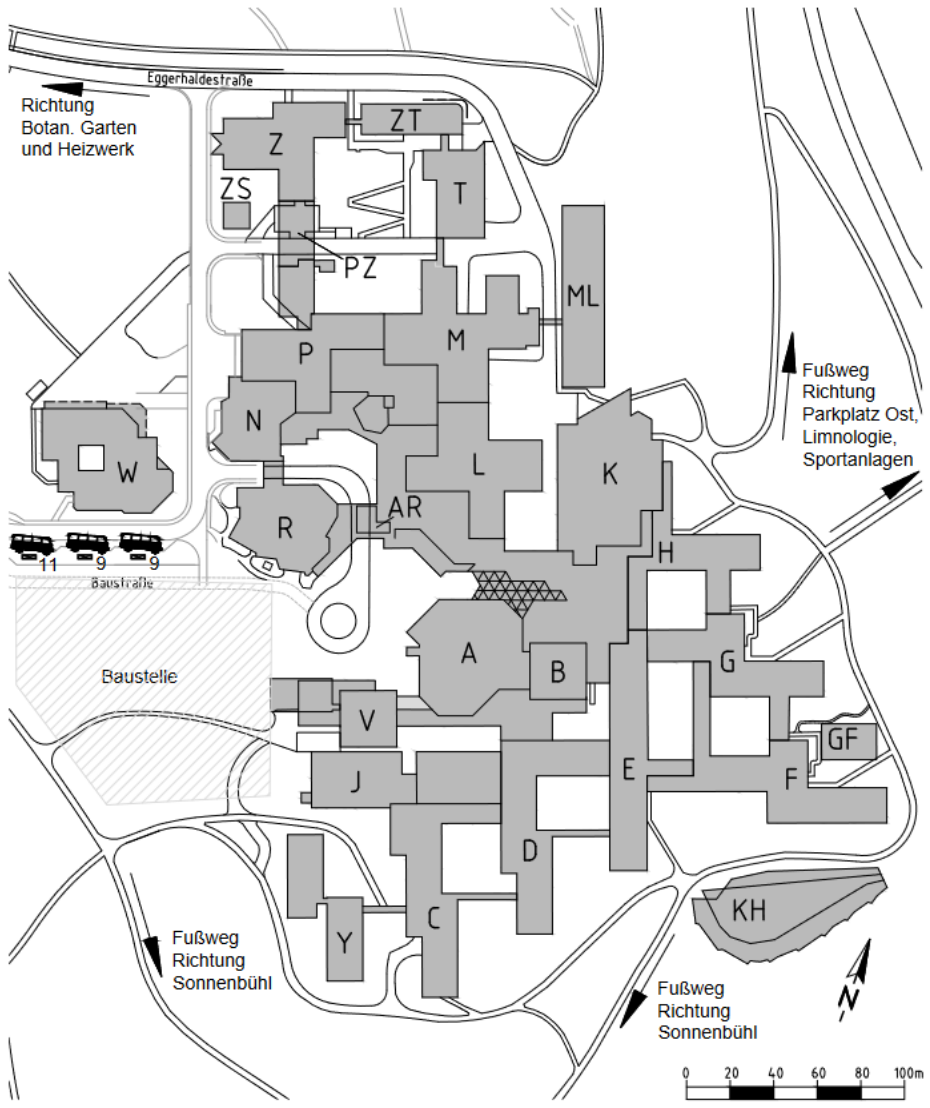 Eggerhaldestraße
Richtung
Botan. Garten
und Heizwerk
Z
ZT
ZS
T
PZ
ML
P
M
Fußweg
Richtung
Parkplatz Ost,
Limnologie,
Sportanlagen
N
W
L
K
R
AR
H
11
9
9
Baustraße
A
B
G
Baustelle
V
GF
E
J
F
D
C
Y
KH
Fußweg
Richtung
Sonnenbühl
Fußweg
Richtung
Sonnenbühl
N
0 20 40 60 80 100m